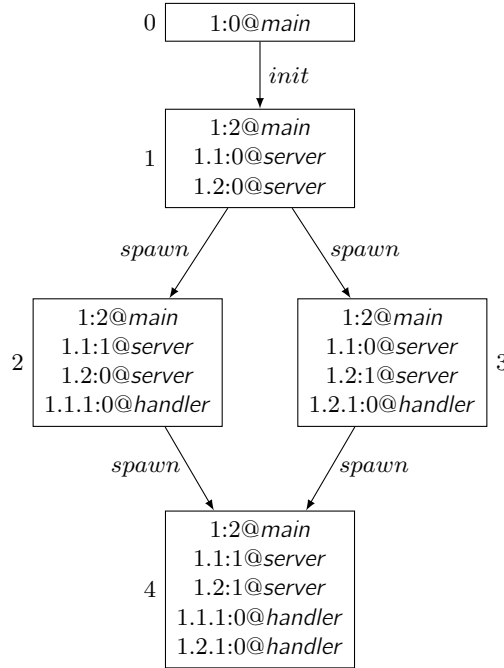 0
1:0@main
init
1
1:2@main
1.1:0@server
1.2:0@server
spawn
spawn
2
1:2@main
1.1:1@server
1.2:0@server
1.1.1:0@handler
1:2@main
1.1:0@server
1.2:1@server
1.2.1:0@handler
3
spawn
spawn
4
1:2@main
1.1:1@server
1.2:1@server
1.1.1:0@handler
1.2.1:0@handler